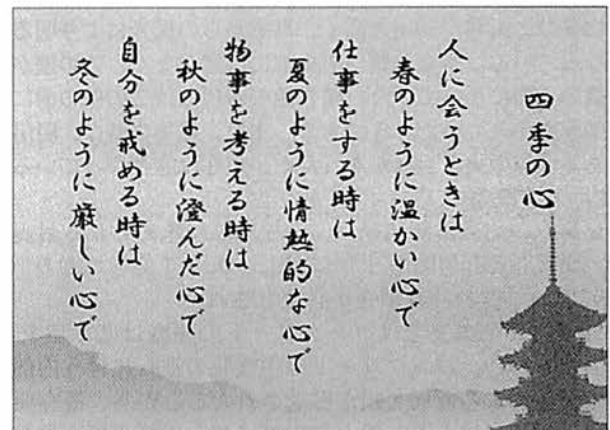 四季の心
人に会うときは
春のように温かい心で
仕事をする時は
夏のように情熱的な心で
物事を考える時は
秋のように澄んだ心で
自分を戒める時は
冬のように厳しい心で